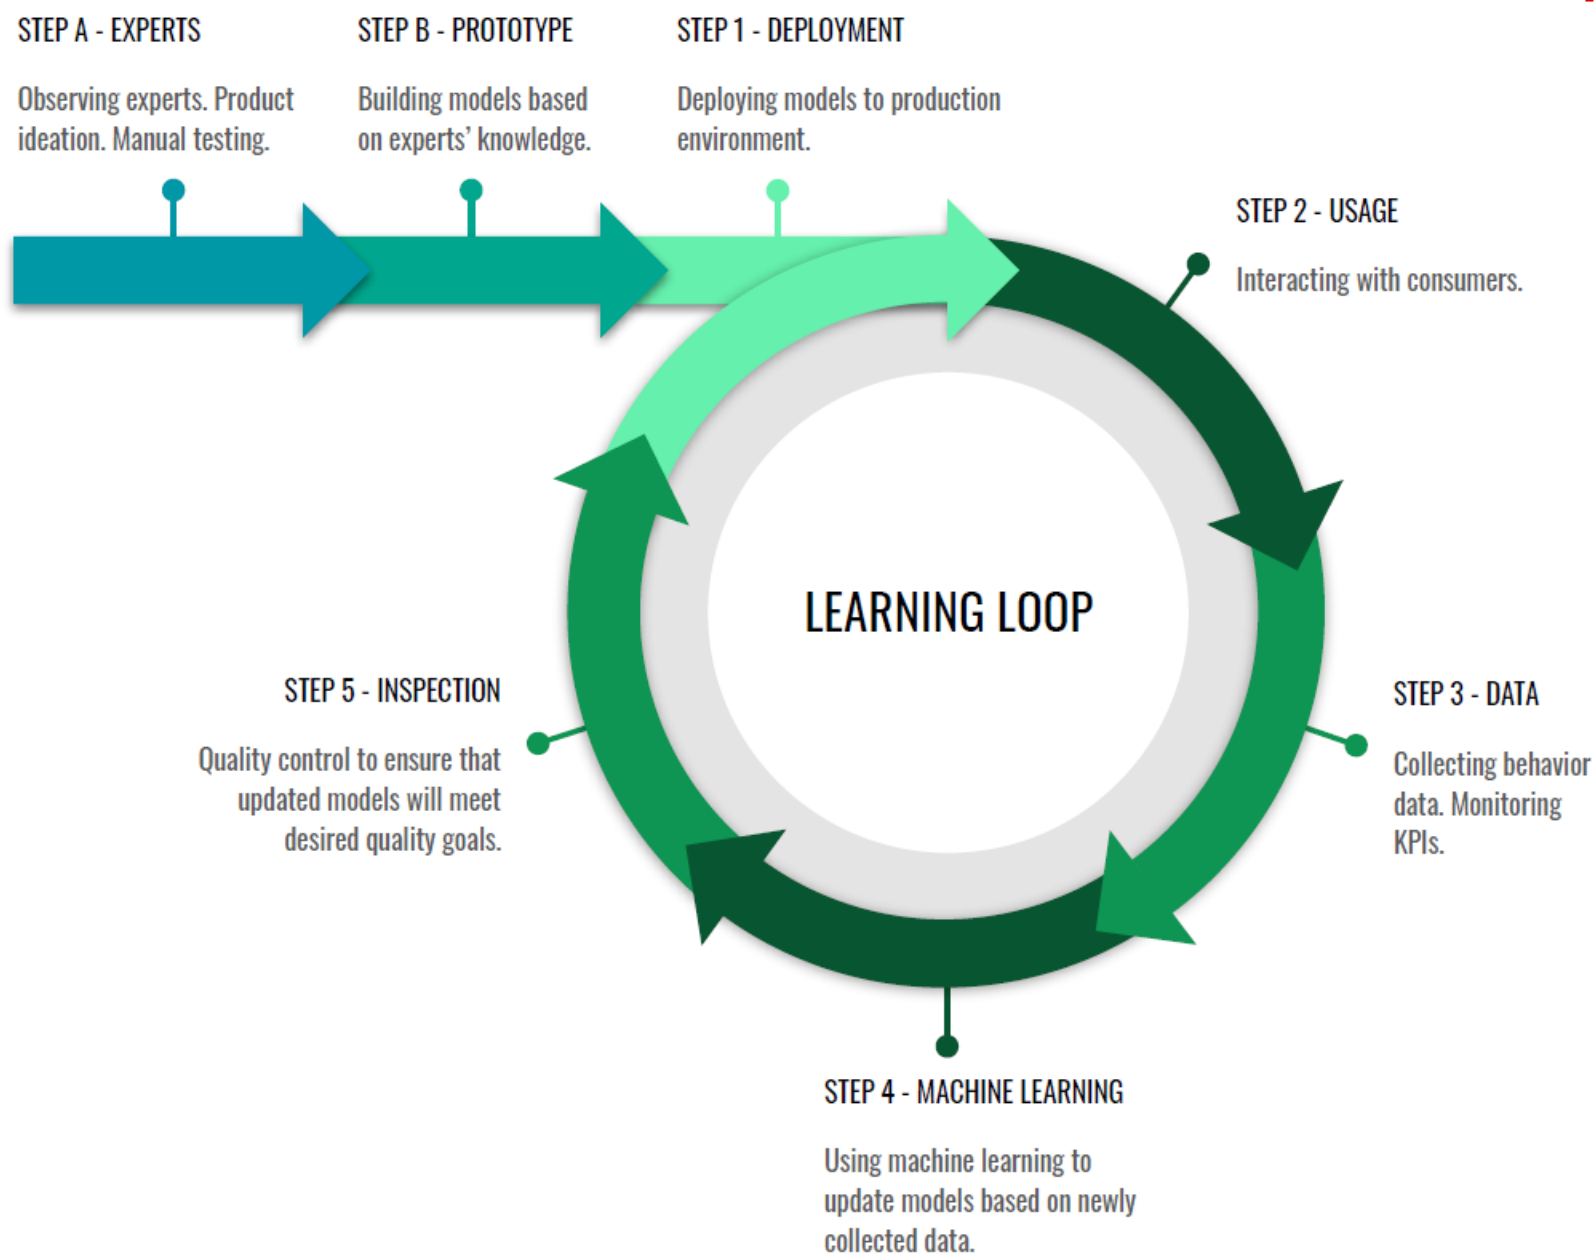 STEP A - EXPERTS
Observing experts. Product
ideation. Manual testing.
STEP B - PROTOTYPE
Building models based
on experts’ knowledge.
STEP 1 - DEPLOYMENT
Deploying models to production
environment.
STEP 2 - USAGE
Interacting with consumers.
LEARNING LOOP
STEP 3 - DATA
Collecting behavior
data. Monitoring
KPIs.
STEP 4 - MACHINE LEARNING
Using machine learning to
update models based on newly
collected data.
STEP 5 - INSPECTION
Quality control to ensure that
updated models will meet
desired quality goals.